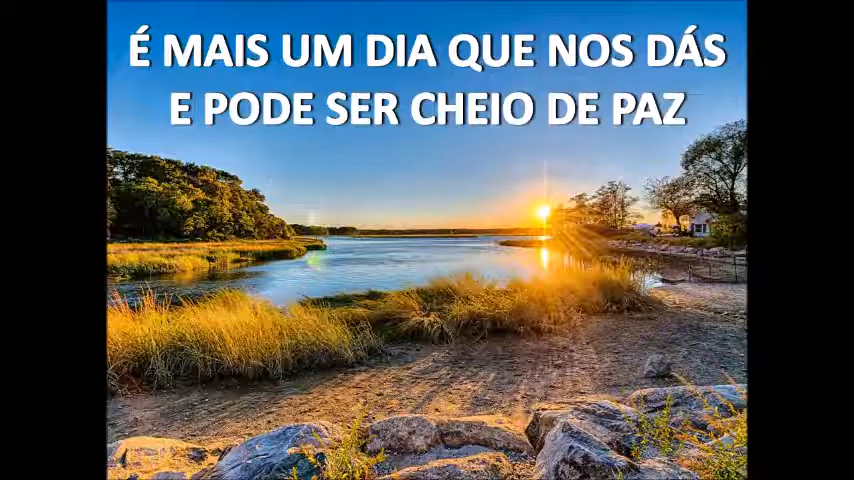 É MAIS UM DIA QUE NOS DÁS
E PODE SER CHEIO DE PAZ